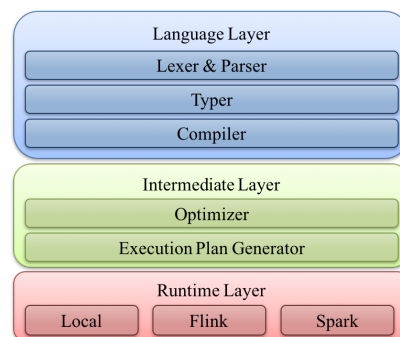 Language Layer
Lexer & Parser
Typer
Compiler
Intermediate Layer
Optimizer
Execution Plan Generator
Runtime Layer
Local Flink Spark